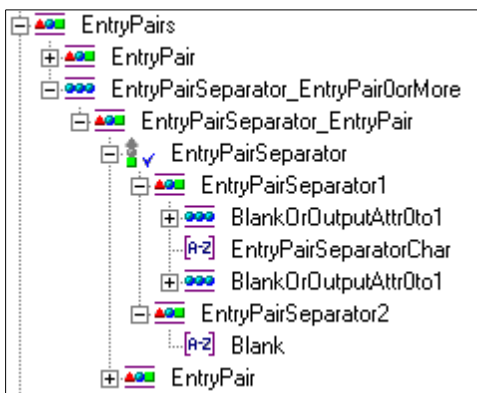 EntryPairs
EntryPair
EntryPairSeparator_EntryPair0orMore
EntryPairSeparator_EntryPair
EntryPairSeparator
EntryPairSeparator1
BlankOrOutputAttr0to1
[A-Z] EntryPairSeparatorChar
BlankOrOutputAttr0to1
EntryPairSeparator2
[A-Z] Blank
EntryPair